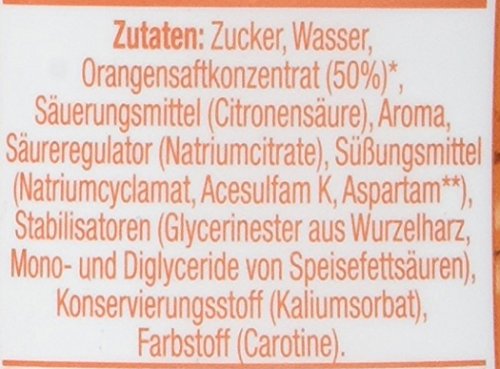 Zutaten: Zucker, Wasser,
Orangensaftkonzentrat (50%)*,
Säuerungsmittel (Citronensäure), Aroma,
Säureregulator (Natriumcitrate), Süßungsmittel
(Natriumcyclamat, Acesulfam K, Aspartam**),
Stabilisatoren (Glycerinester aus Wurzelharz,
Mono- und Diglyceride von Speisefettsäuren),
Konservierungsstoff (Kaliumsorbat),
Farbstoff (Carotine).